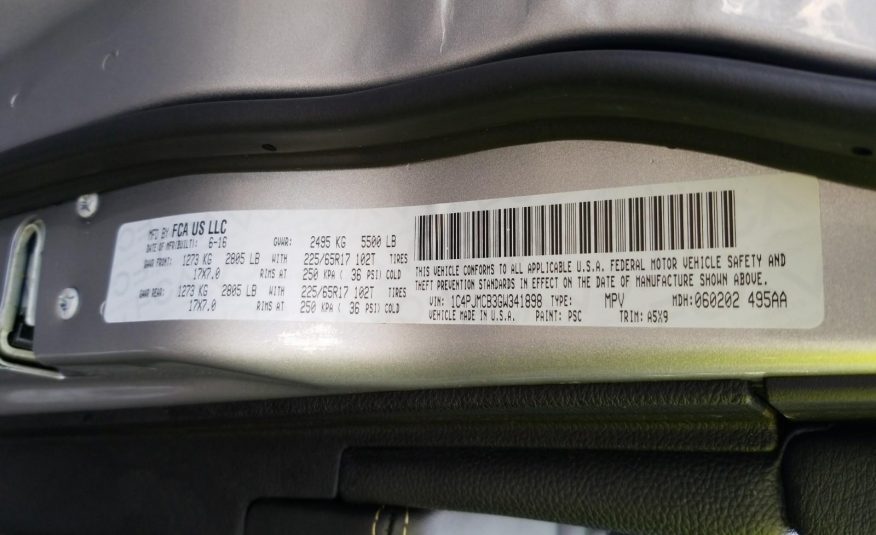 MFD BY FCA US LLC
DATE OF MFR(BUILT): 6-16 GVWR: 2495 KG 5500 LB
GAWR FRONT: 1273 KG 2805 LB WITH 225/65R17 102T TIRES
17X7.0 RIMS AT 250 KPA ( 36 PSI) COLD
GAWR REAR: 1273 KG 2805 LB WITH 225/65R17 102T TIRES
17X7.0 RIMS AT 250 KPA ( 36 PSI) COLD
THIS VEHICLE CONFORMS TO ALL APPLICABLE U.S.A. FEDERAL MOTOR VEHICLE SAFETY AND
THEFT PREVENTION STANDARDS IN EFFECT ON THE DATE OF MANUFACTURE SHOWN ABOVE.
VIN: 1C4PJMCB3GW341898 TYPE: MPV MDH: 060202 495AA
VEHICLE MADE IN U.S.A. PAINT: PSC TRIM: A5X9